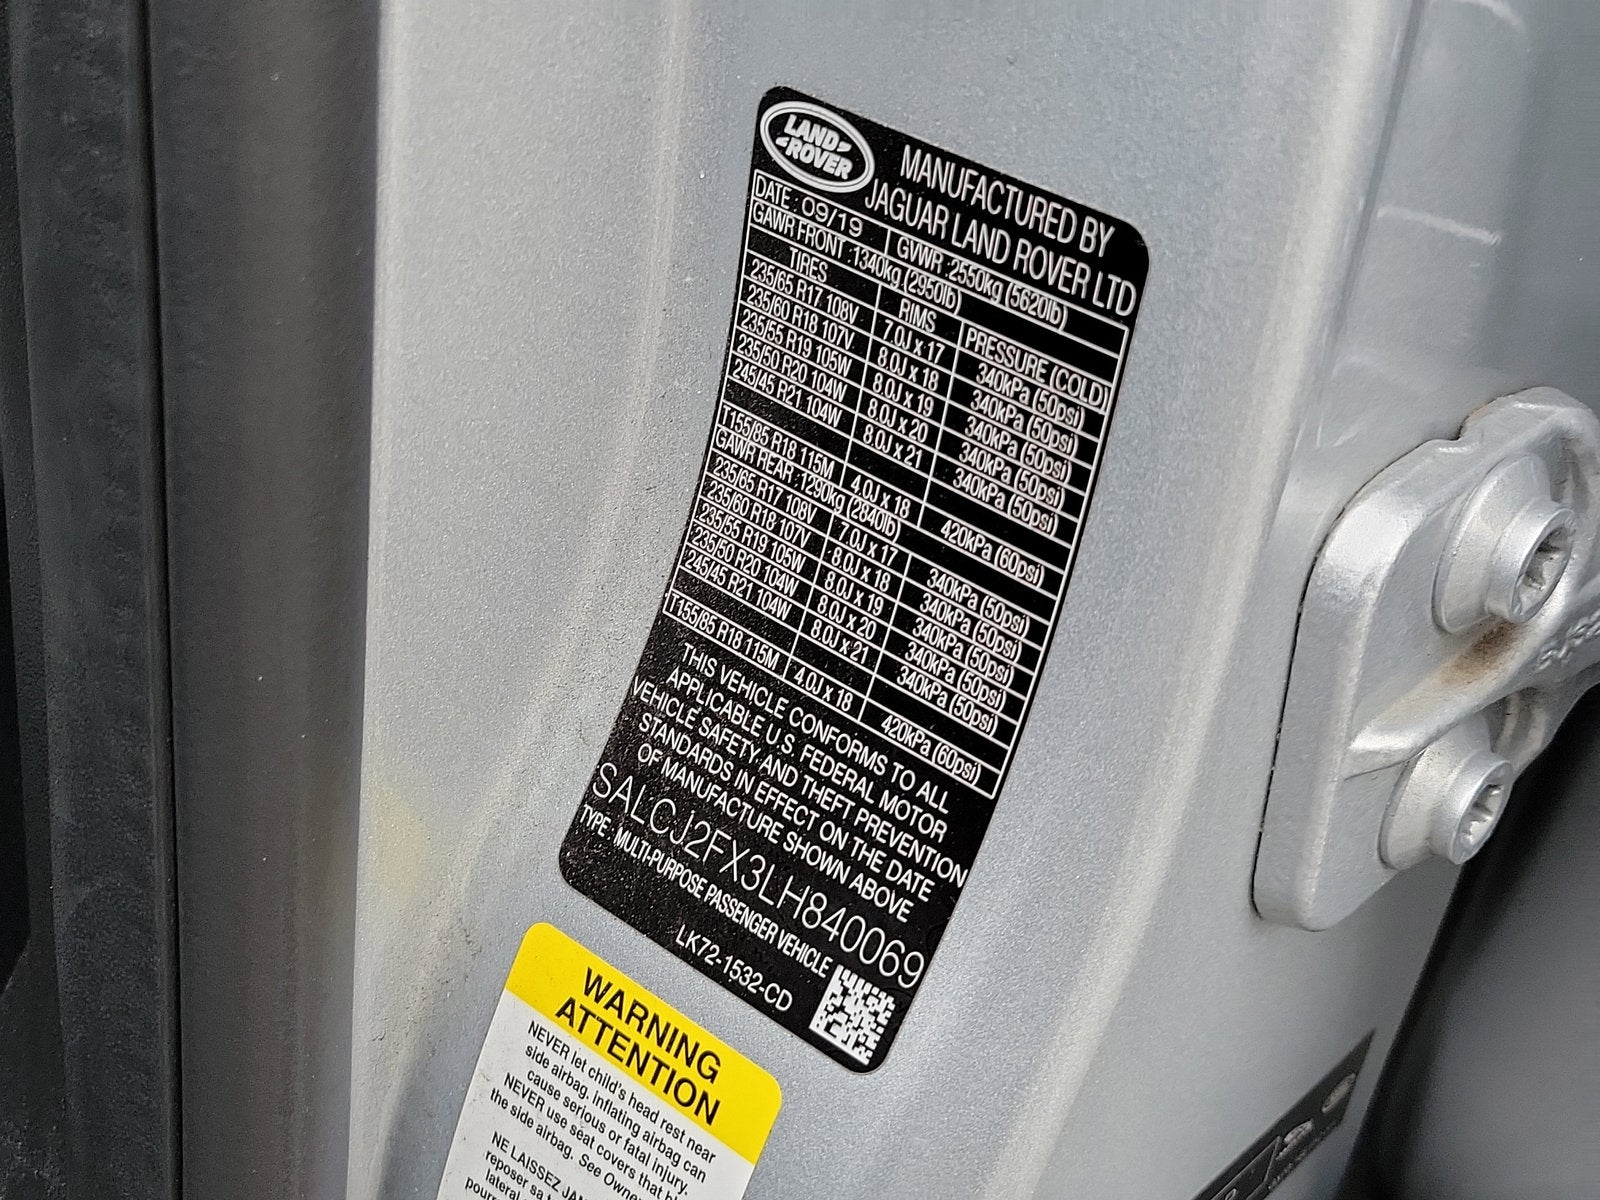 LAND
ROVER
MANUFACTURED BY
JAGUAR LAND ROVER LTD
DATE : 09/19 GVWR :2550kg (5620lb)
GAWR FRONT :1340kg (2950lb)
TIRES RIMS PRESSURE (COLD)
235/65 R17 108V 7.0J x 17 340kPa (50psi)
235/60 R18 107V 8.0J x 18 340kPa (50psi)
235/55 R19 105W 8.0J x 19 340kPa (50psi)
235/50 R20 104W 8.0J x 20 340kPa (50psi)
245/45 R21 104W 8.0J x 21 340kPa (50psi)
T155/85 R18 115M 4.0J x 18 420kPa (60psi)
GAWR REAR : 1290kg (2840lb)
235/65 R17 108V 7.0J x 17 340kPa (50psi)
235/60 R18 107V 8.0J x 18 340kPa (50psi)
235/55 R19 105W 8.0J x 19 340kPa (50psi)
235/50 R20 104W 8.0J x 20 340kPa (50psi)
245/45 R21 104W 8.0J x 21 340kPa (50psi)
T155/85 R18 115M 4.0J x 18 420kPa (60psi)
THIS VEHICLE CONFORMS TO ALL
APPLICABLE U.S. FEDERAL MOTOR
VEHICLE SAFETY, AND THEFT PREVENTION
STANDARDS IN EFFECT ON THE DATE
OF MANUFACTURE SHOWN ABOVE
SALCJ2FX3LH840069
TYPE : MULTI-PURPOSE PASSENGER VEHICLE
LK72-1532-CD
WARNING
ATTENTION
NEVER let child's head rest near
side airbag, inflating airbag can
cause serious or fatal injury.
NEVER use seat covers that
the side airbag. See
NE LAISSEZ
reposer sa
lateral